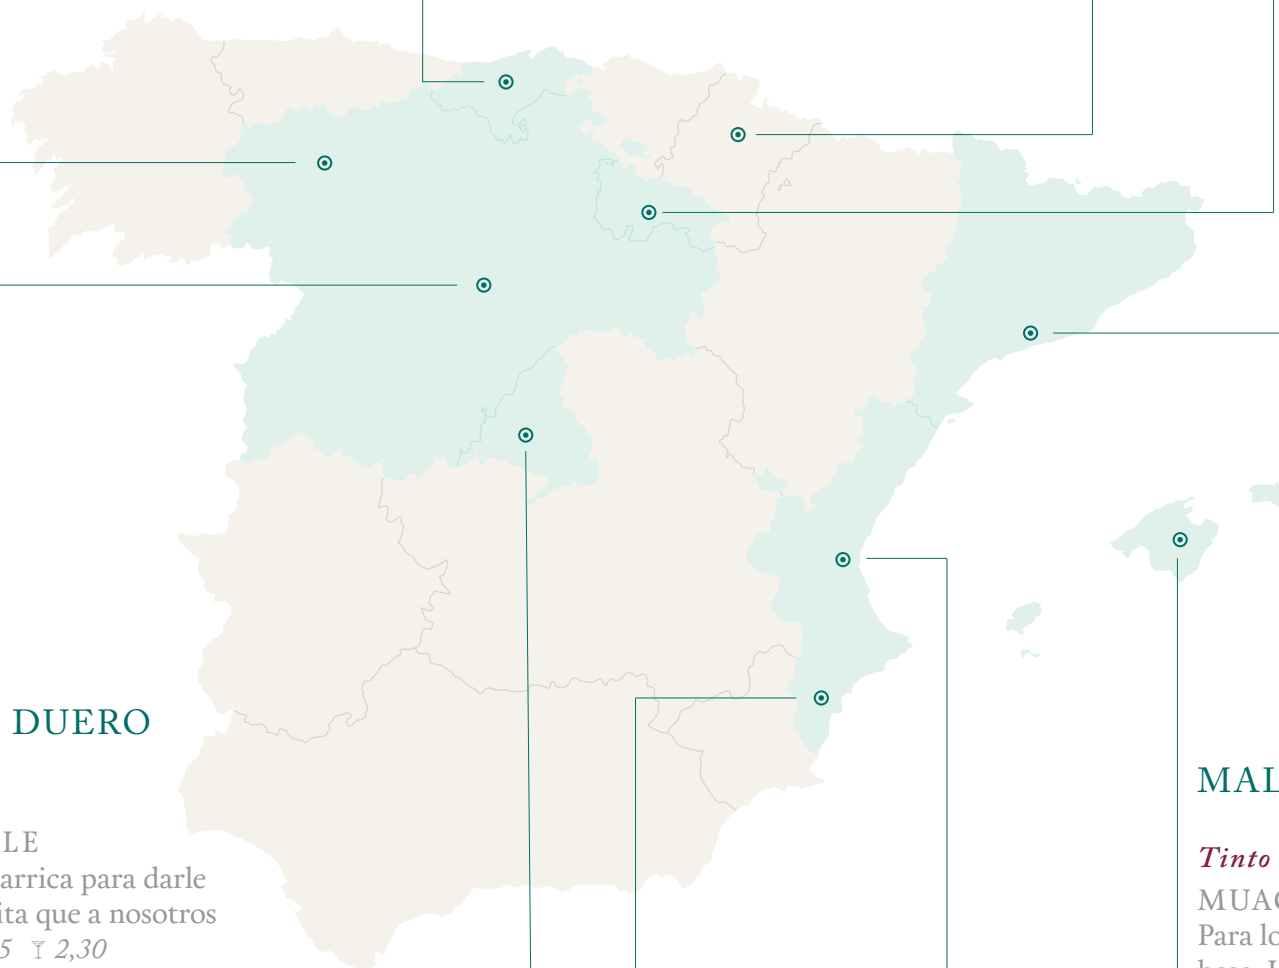 DUERO
LE
arrica para darle
ita que a nosotros
5 2,30
MAL
Tinto
MUAC
Para lo